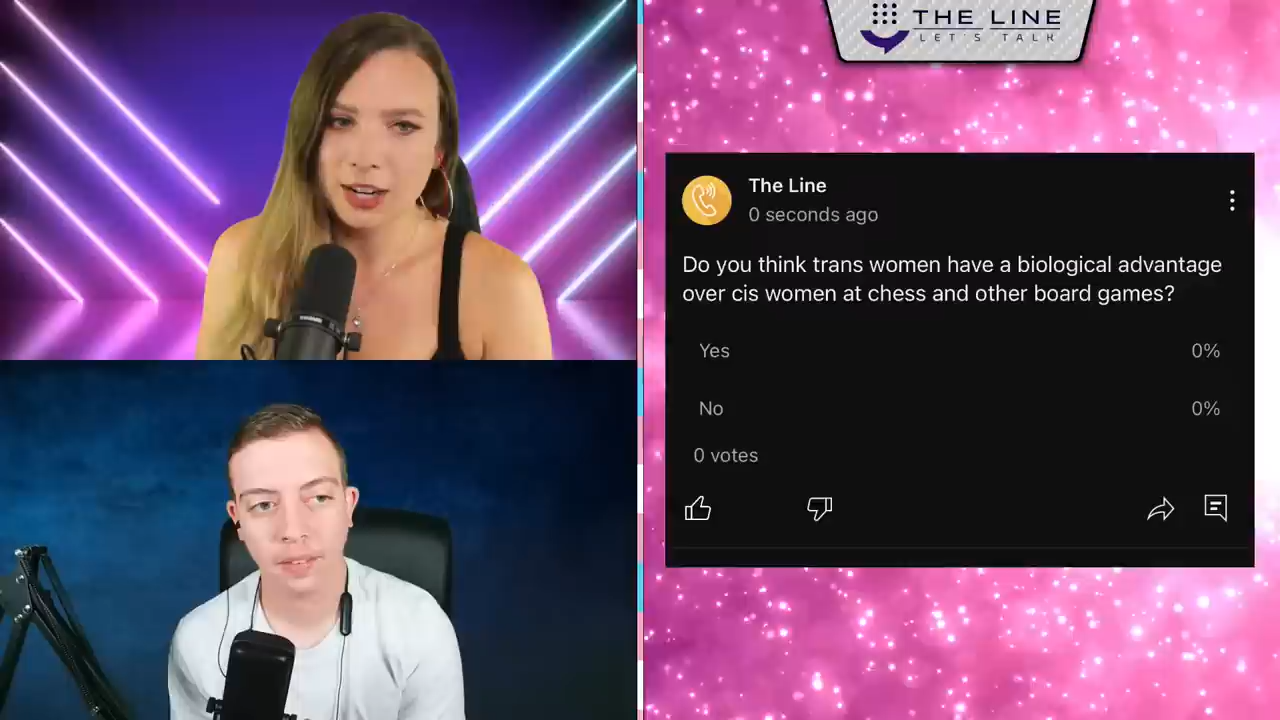 THE LINE
LET'S TALK
The Line
0 seconds ago
Do you think trans women have a biological advantage
over cis women at chess and other board games?
Yes 0%
No 0%
0 votes